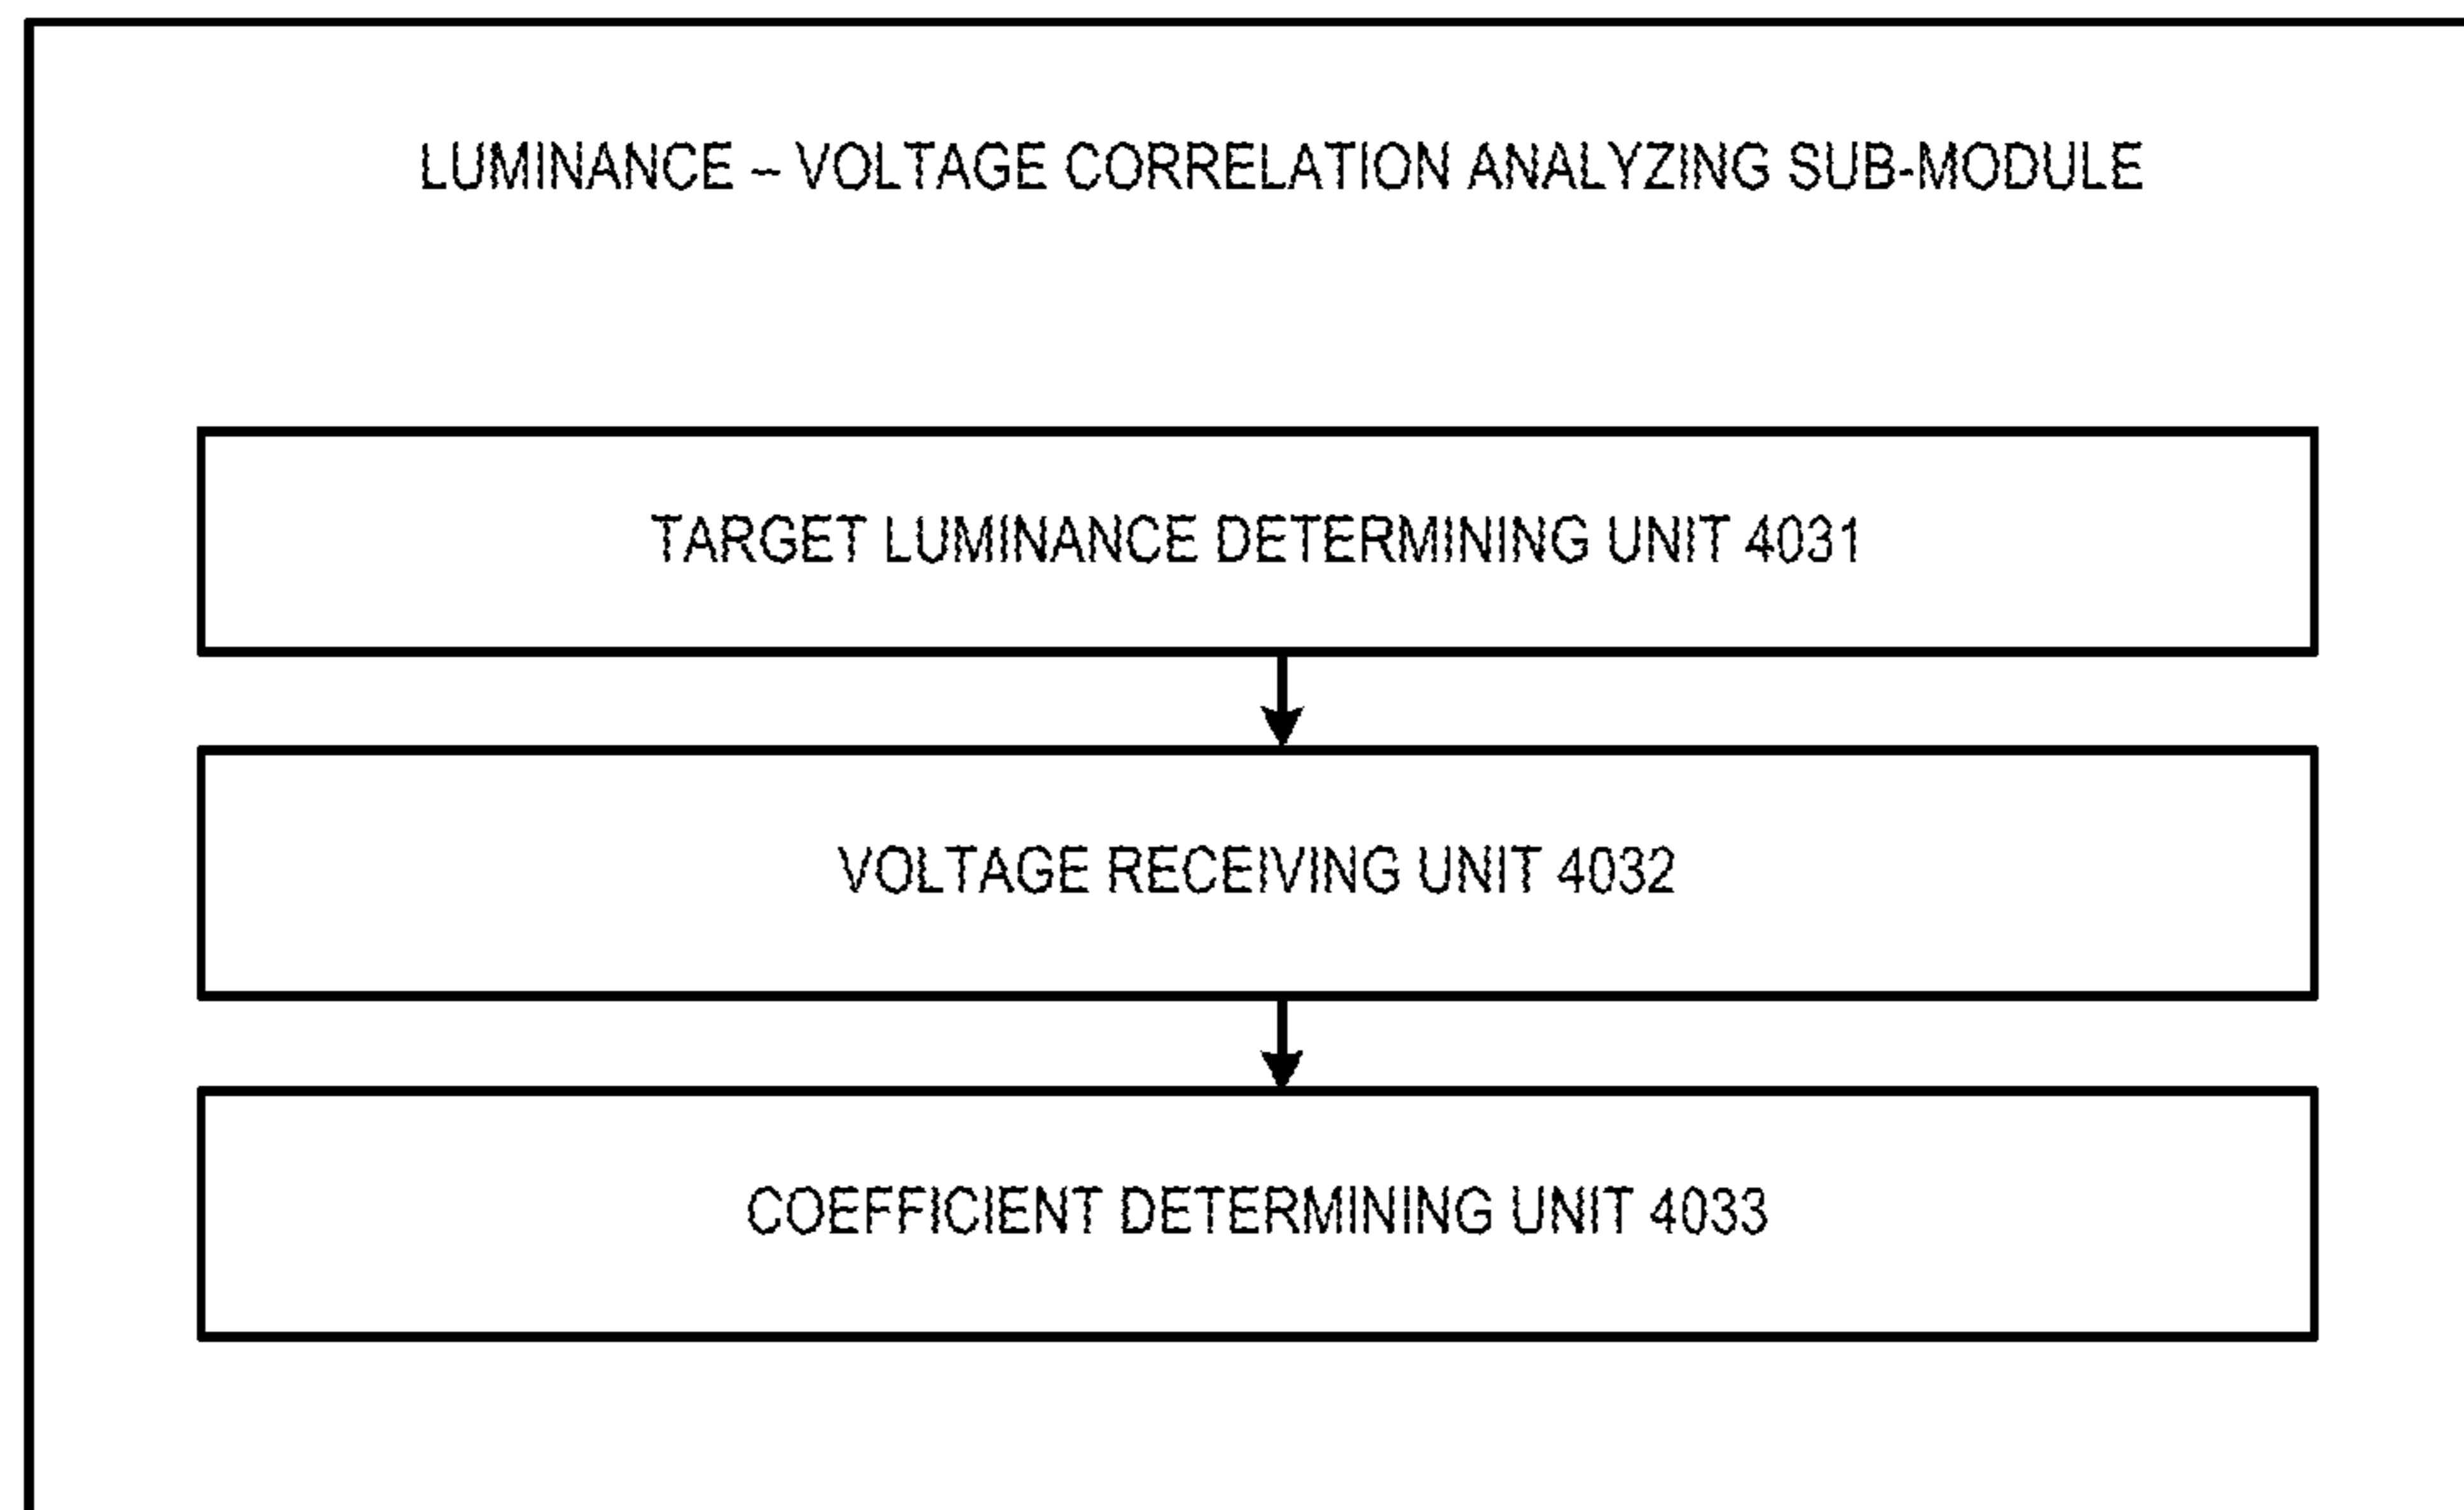 LUMINANCE – VOLTAGE CORRELATION ANALYZING SUB-MODULE
TARGET LUMINANCE DETERMINING UNIT 4031
VOLTAGE RECEIVING UNIT 4032
COEFFICIENT DETERMINING UNIT 4033